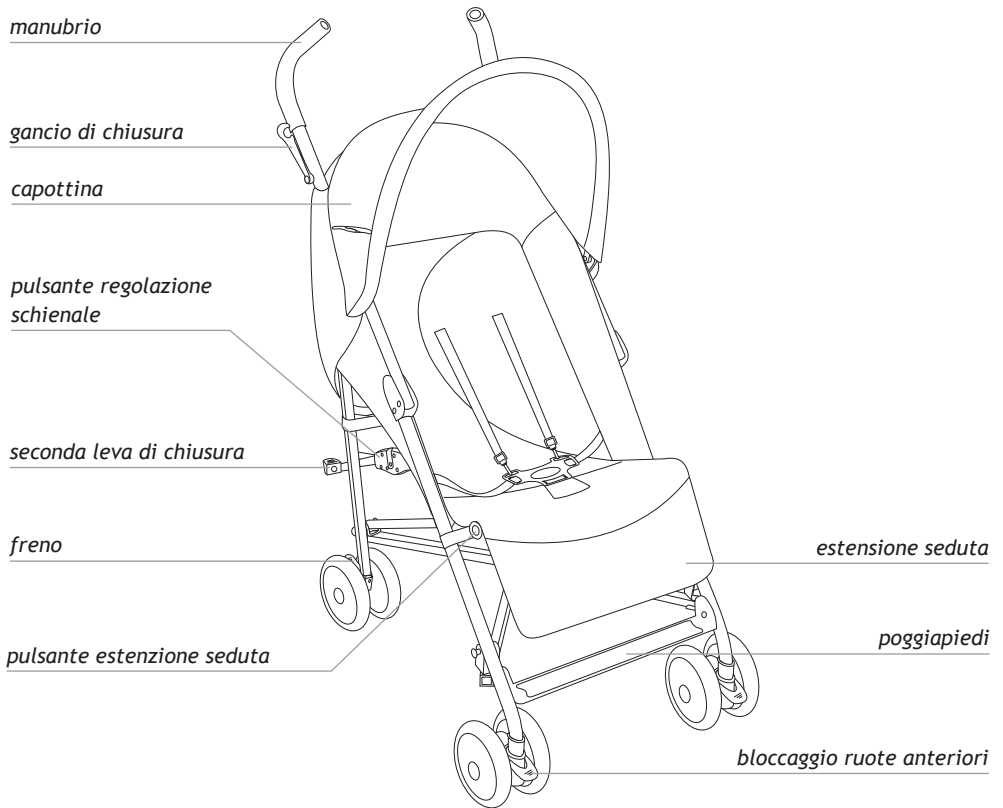 manubrio
gancio di chiusura
capottina
pulsante regolazione
schienale
seconda leva di chiusura
freno
estensione seduta
pulsante estenzione seduta
poggiapiedi
bloccaggio ruote anteriori